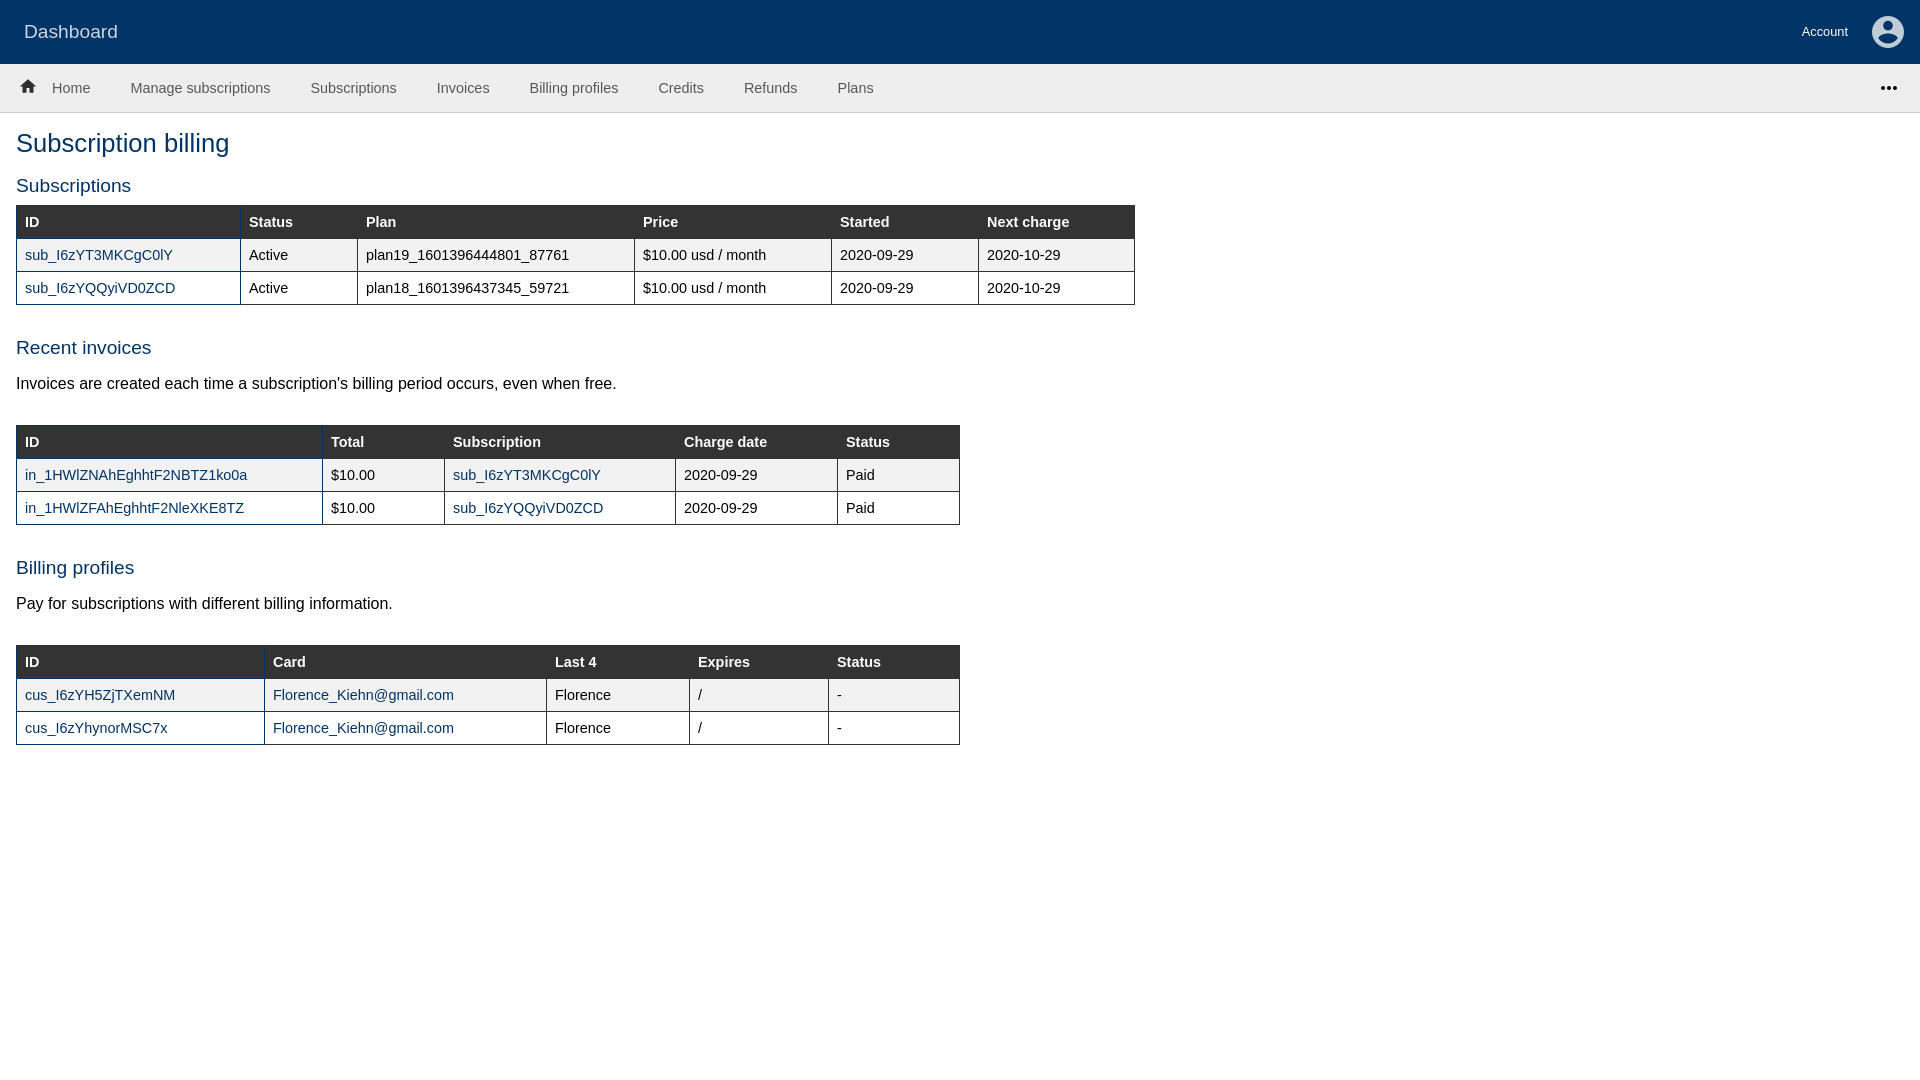 Dashboard
Account
Home Manage subscriptions Subscriptions Invoices Billing profiles Credits Refunds Plans
Subscription billing
Subscriptions
ID Status Plan Price Started Next charge
sub_I6zYT3MKCgC0lY Active plan19_1601396444801_87761 $10.00 usd / month 2020-09-29 2020-10-29
sub_I6zYQQyiVD0ZCD Active plan18_1601396437345_59721 $10.00 usd / month 2020-09-29 2020-10-29
Recent invoices
Invoices are created each time a subscription's billing period occurs, even when free.
ID Total Subscription Charge date Status
in_1HWlZNAhEghhtF2NBTZ1ko0a $10.00 sub_I6zYT3MKCgC0lY 2020-09-29 Paid
in_1HWlZFAhEghhtF2NleXKE8TZ $10.00 sub_I6zYQQyiVD0ZCD 2020-09-29 Paid
Billing profiles
Pay for subscriptions with different billing information.
ID Card Last 4 Expires Status
cus_I6zYH5ZjTXemNM Florence_Kiehn@gmail.com Florence / -
cus_I6zYhynorMSC7x Florence_Kiehn@gmail.com Florence / -